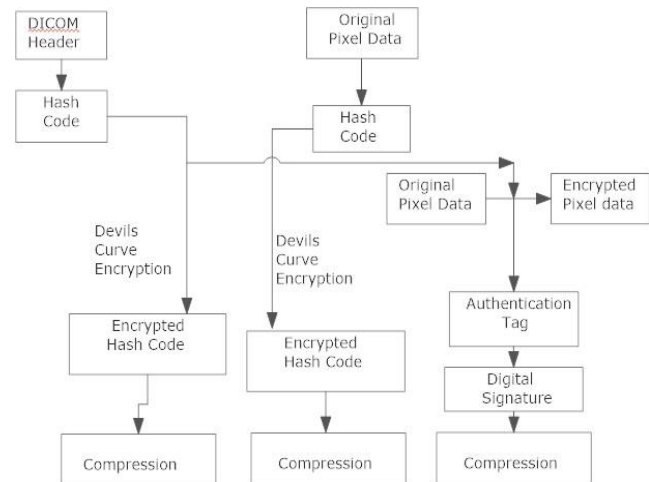 DICOM
Header
Original
Pixel Data
Hash
Code
Hash
Code
Original
Pixel Data
Encrypted
Pixel data
Devils
Curve
Encryption
Devils
Curve
Encryption
Authentication
Tag
Encrypted
Hash Code
Encrypted
Hash Code
Digital
Signature
Compression
Compression
Compression